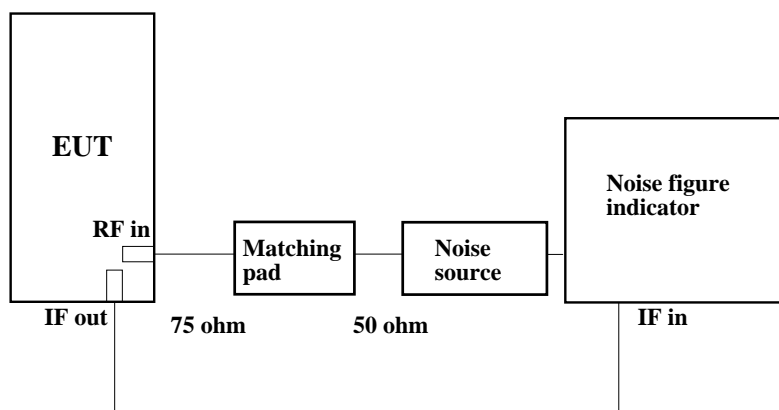 EUT
RF in
IF out
75 ohm
Matching
pad
50 ohm
Noise
source
Noise figure
indicator
IF in